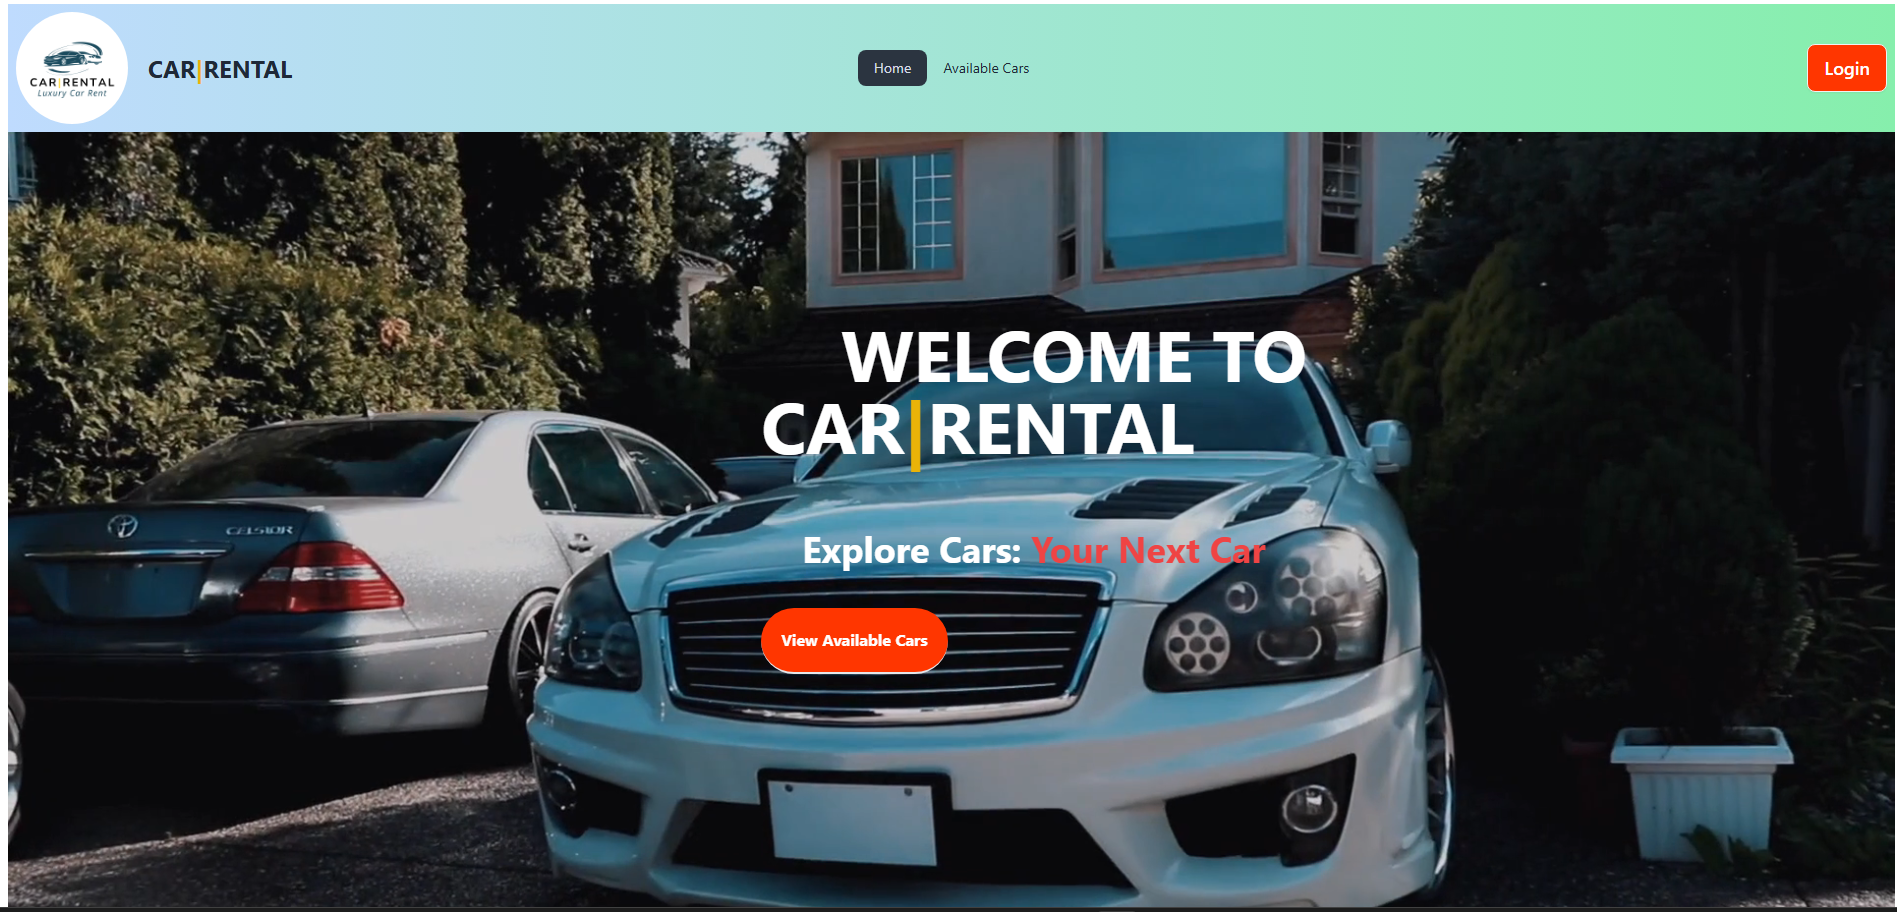 CAR|RENTAL
Luxury Car Rent
CAR|RENTAL
Home
Available Cars
Login
WELCOME TO
CAR|RENTAL
CELSIOR
Explore Cars: Your Next Car
View Available Cars